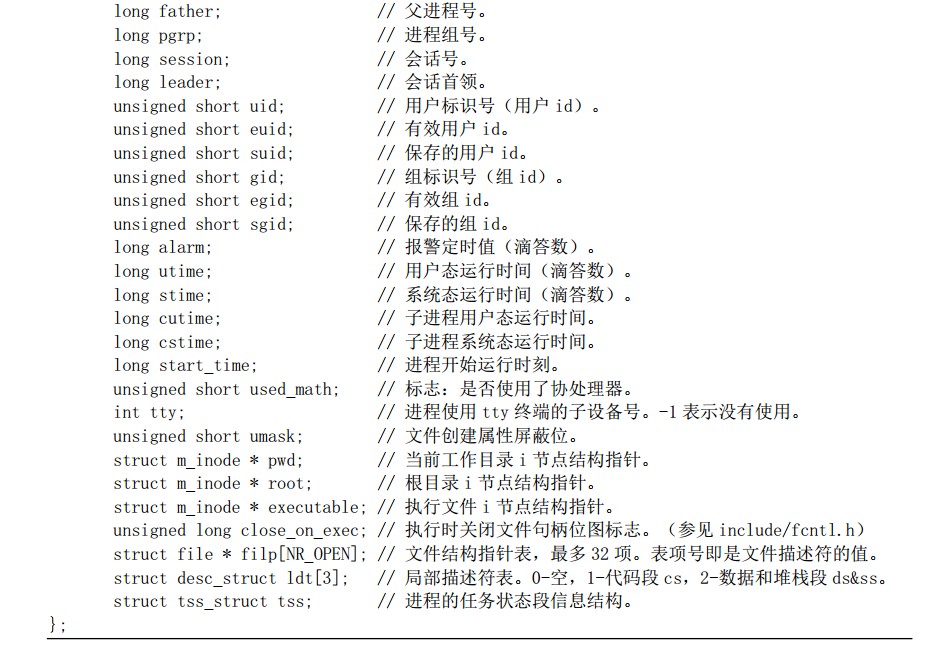 long father; // 父进程号。
long pgrp; // 进程组号。
long session; // 会话号。
long leader; // 会话首领。
unsigned short uid; // 用户标识号（用户 id）。
unsigned short euid; // 有效用户 id。
unsigned short suid; // 保存的用户 id。
unsigned short gid; // 组标识号（组 id）。
unsigned short egid; // 有效组 id。
unsigned short sgid; // 保存的组 id。
long alarm; // 报警定时值（滴答数）。
long utime; // 用户态运行时间（滴答数）。
long stime; // 系统态运行时间（滴答数）。
long cutime; // 子进程用户态运行时间。
long cstime; // 子进程系统态运行时间。
long start_time; // 进程开始运行时刻。
unsigned short used_math; // 标志：是否使用了协处理器。
int tty; // 进程使用 tty 终端的子设备号。-1 表示没有使用。
unsigned short umask; // 文件创建属性屏蔽位。
struct m_inode * pwd; // 当前工作目录 i 节点结构指针。
struct m_inode * root; // 根目录 i 节点结构指针。
struct m_inode * executable; // 执行文件 i 节点结构指针。
unsigned long close_on_exec; // 执行时关闭文件句柄位图标志。（参见 include/fcntl.h）
struct file * filp[NR_OPEN]; // 文件结构指针表，最多 32 项。表项号即是文件描述符的值。
struct desc_struct ldt[3]; // 局部描述符表。0-空，1-代码段 cs，2-数据和堆栈段 ds&ss。
struct tss_struct tss; // 进程的任务状态段信息结构。
};